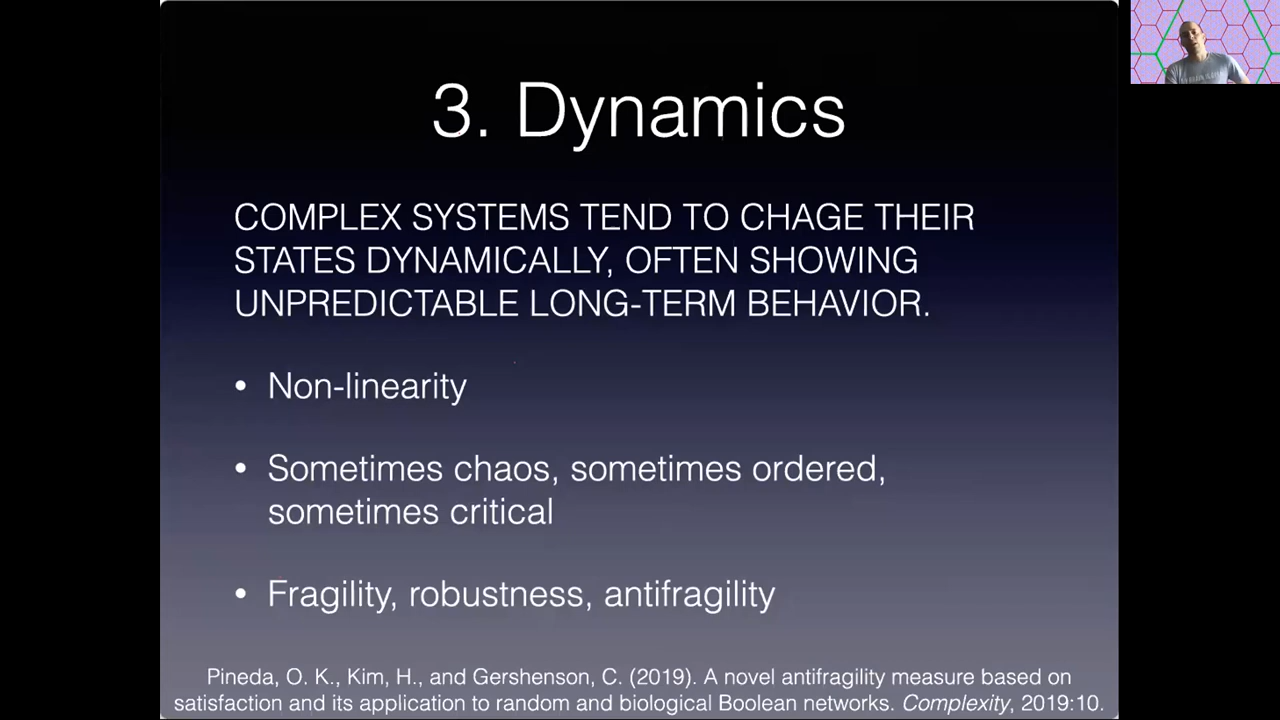 3. Dynamics
COMPLEX SYSTEMS TEND TO CHAGE THEIR
STATES DYNAMICALLY, OFTEN SHOWING
UNPREDICTABLE LONG-TERM BEHAVIOR.
• Non-linearity
• Sometimes chaos, sometimes ordered,
sometimes critical
• Fragility, robustness, antifragility
Pineda, O. K., Kim, H., and Gershenson, C. (2019). A novel antifragility measure based on
satisfaction and its application to random and biological Boolean networks. Complexity, 2019:10.